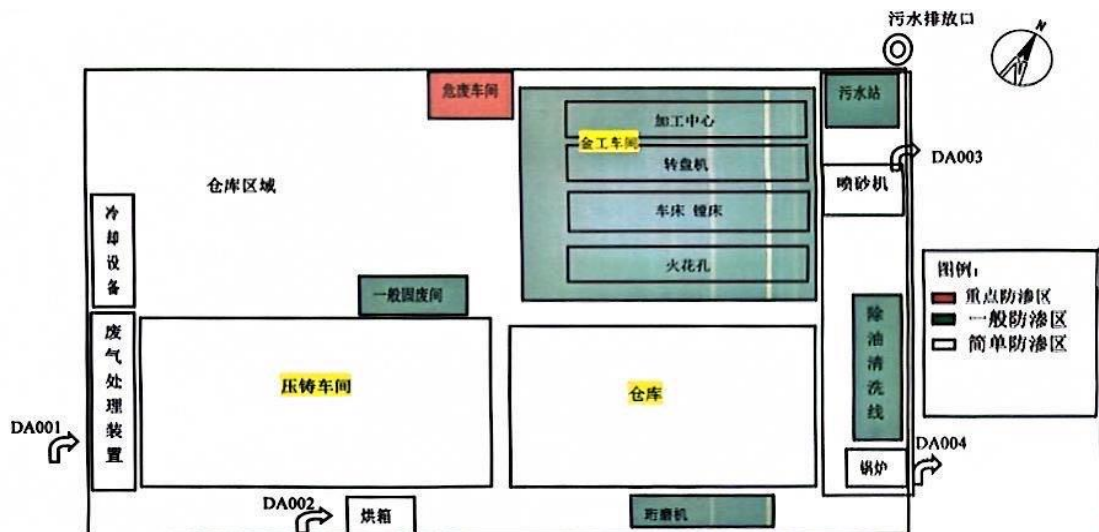 污水排放口
N
危废车间
污水站
加工中心
金工车间
DA003
转盘机
仓库区域
喷砂机
冷却设备
车床 镗床
火花孔
图例：
重点防渗区
一般防渗区
简单防渗区
一般固废间
除油清洗线
废气处理装置
压铸车间
仓库
DA001
DA004
锅炉
DA002
烘箱
珩磨机